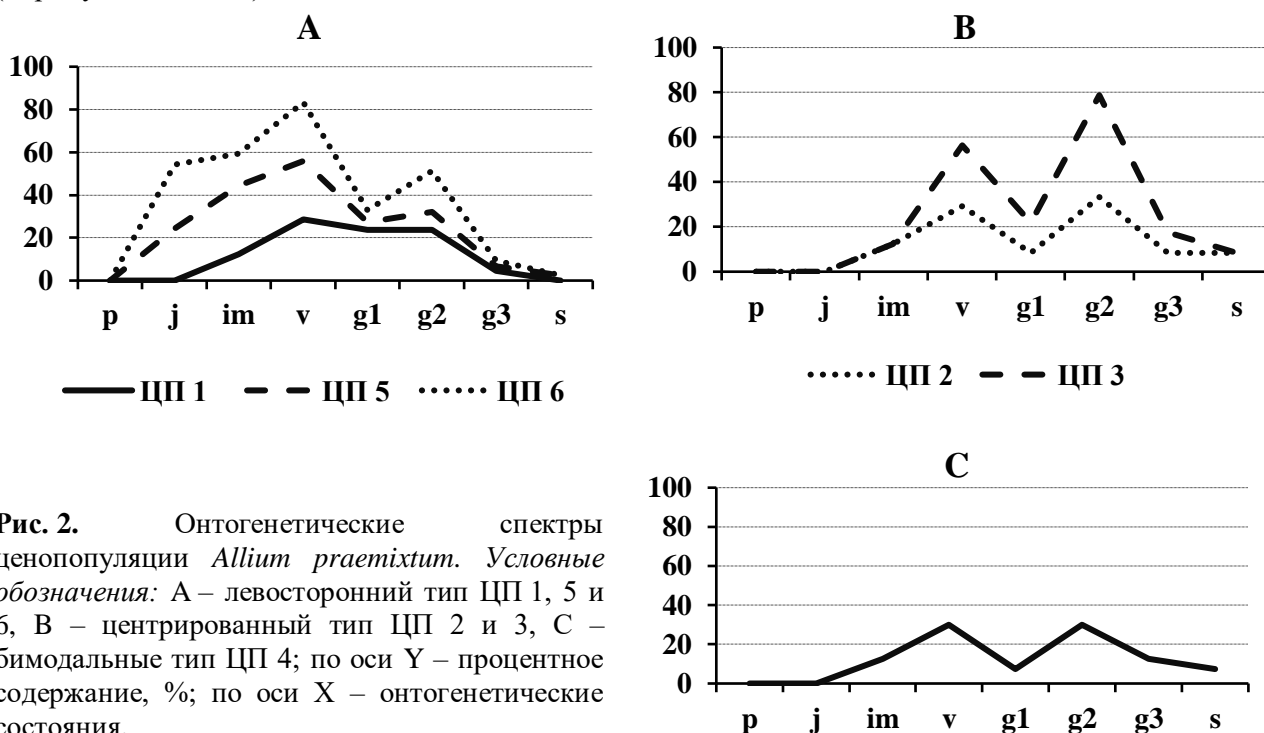 A
100
80
60
40
20
0
p j im v g1 g2 g3 s
ЦП 1 ЦП 5 ЦП 6
B
100
80
60
40
20
0
p j im v g1 g2 g3 s
ЦП 2 ЦП 3
Рис. 2. Онтогенетические спектры
ценопопуляции Allium praemixtum. Условные
обозначения: A – левосторонний тип ЦП 1, 5 и
6, B – центрированный тип ЦП 2 и 3, C –
бимодальные тип ЦП 4; по оси Y – процентное
содержание, %; по оси X – онтогенетические
состояния.
C
100
80
60
40
20
0
p j im v g1 g2 g3 s